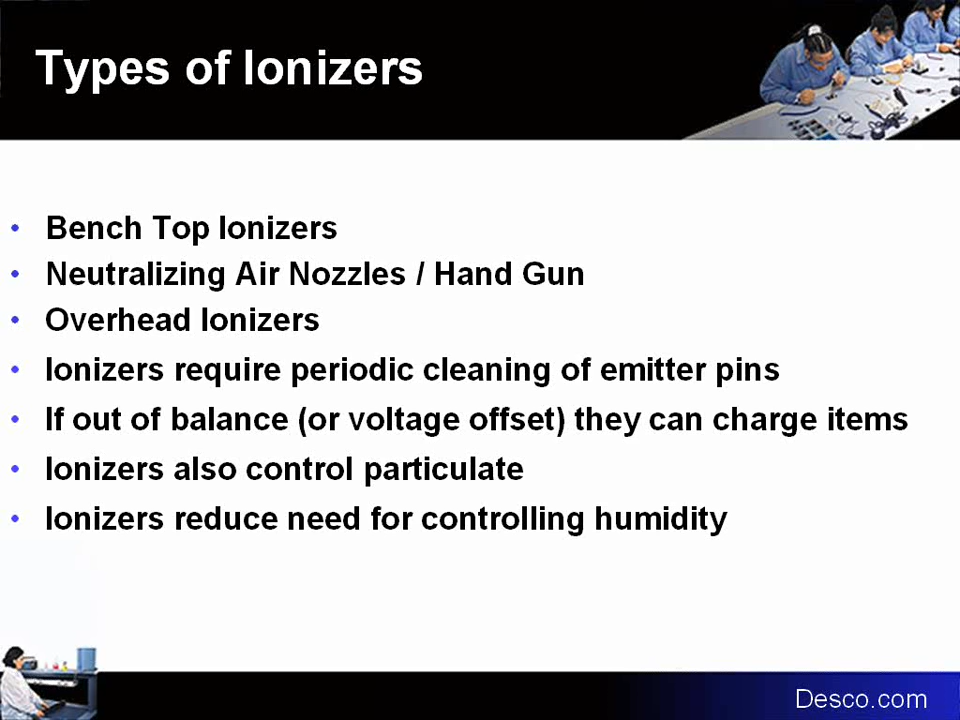 Types of Ionizers
• Bench Top Ionizers
• Neutralizing Air Nozzles / Hand Gun
• Overhead Ionizers
• Ionizers require periodic cleaning of emitter pins
• If out of balance (or voltage offset) they can charge items
• Ionizers also control particulate
• Ionizers reduce need for controlling humidity
Desco.com